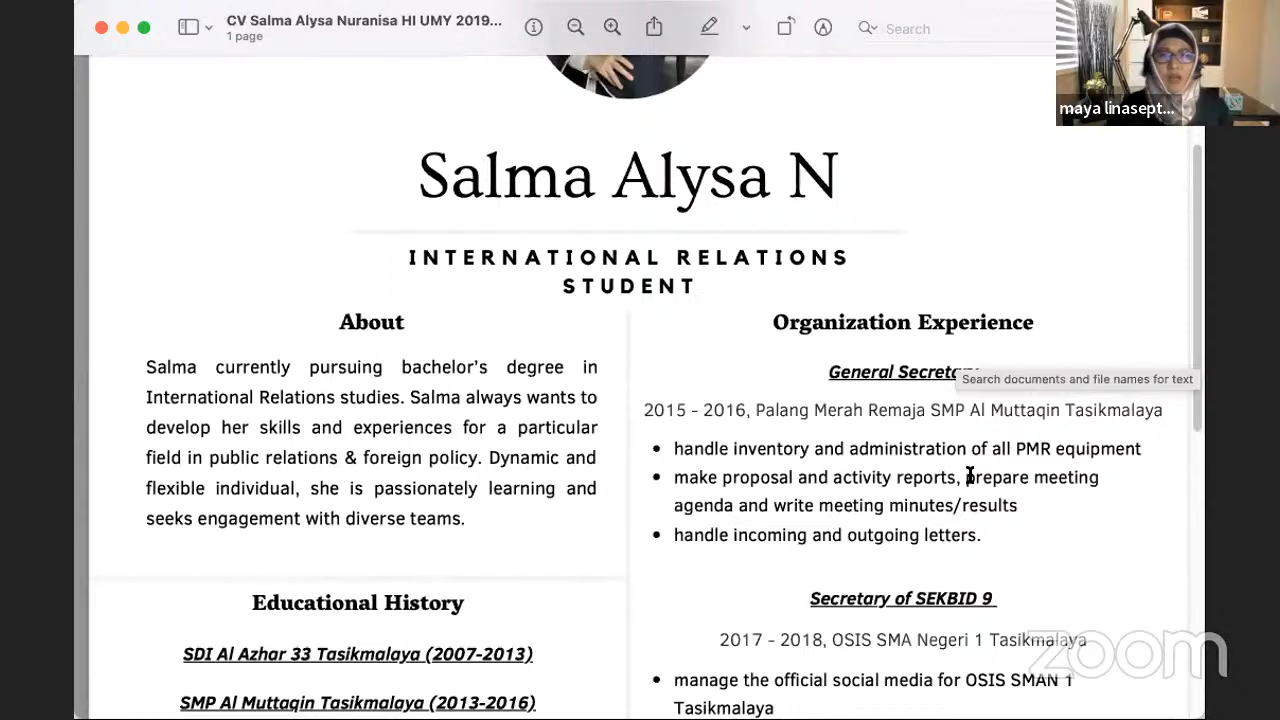 CV Salma Alysa Nuranisa HI UMY 2019...
1 page
Search
maya linasept...
Salma Alysa N
INTERNATIONAL RELATIONS
STUDENT
About
Salma currently pursuing bachelor's degree in
International Relations studies. Salma always wants to
develop her skills and experiences for a particular
field in public relations & foreign policy. Dynamic and
flexible individual, she is passionately learning and
seeks engagement with diverse teams.
Educational History
SDI Al Azhar 33 Tasikmalaya (2007-2013)
SMP Al Muttaqin Tasikmalaya (2013-2016)
Organization Experience
General Secreta
Search documents and file names for text
2015 - 2016, Palang Merah Remaja SMP Al Muttaqin Tasikmalaya
• handle inventory and administration of all PMR equipment
• make proposal and activity reports, prepare meeting
agenda and write meeting minutes/results
• handle incoming and outgoing letters.
Secretary of SEKBID 9
2017 - 2018, OSIS SMA Negeri 1 Tasikmalaya
• manage the official social media for OSIS SMAN 1
Tasikmalaya
zoom